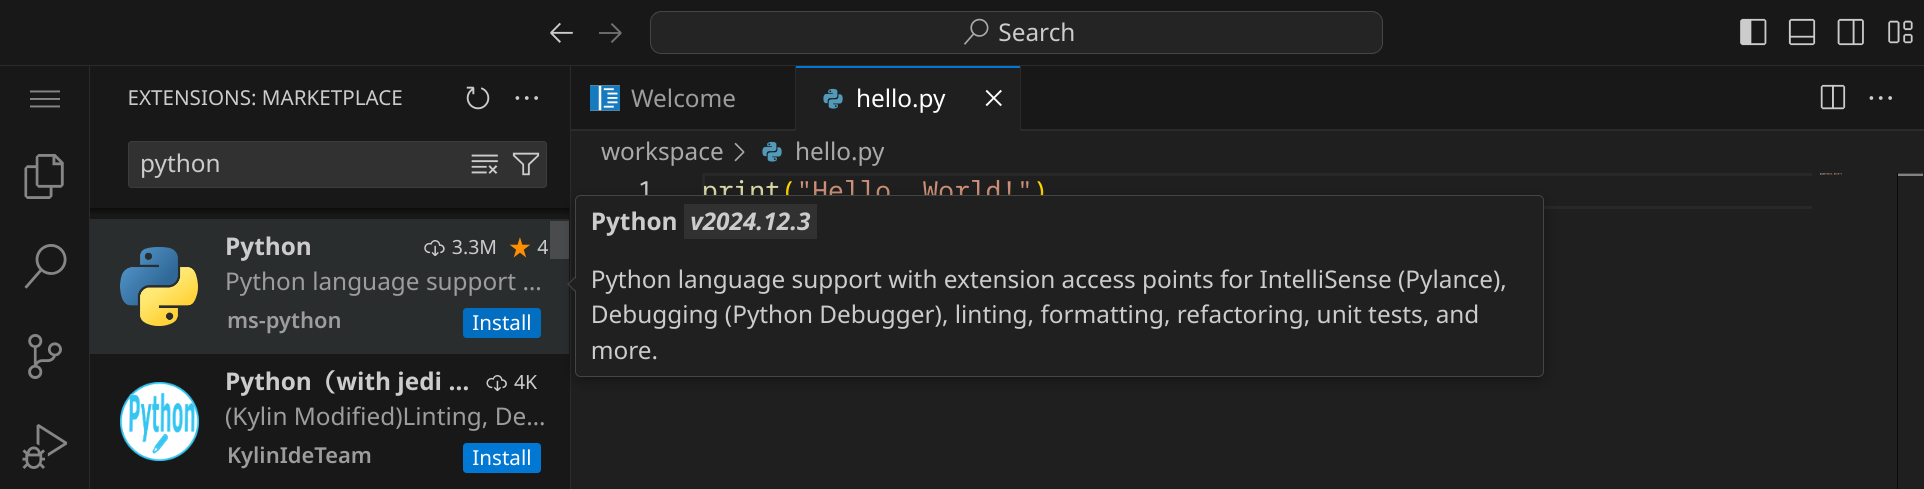 Search
EXTENSIONS: MARKETPLACE
python
Python 3.3M ★ 4
Python language support ...
ms-python Install
Python（with jedi ... 4K
(Kylin Modified)Linting, De...
KylinIdeTeam Install
Python
Welcome hello.py
workspace > hello.py
1 print("Hello, World!")
Python v2024.12.3
Python language support with extension access points for IntelliSense (Pylance),
Debugging (Python Debugger), linting, formatting, refactoring, unit tests, and
more.